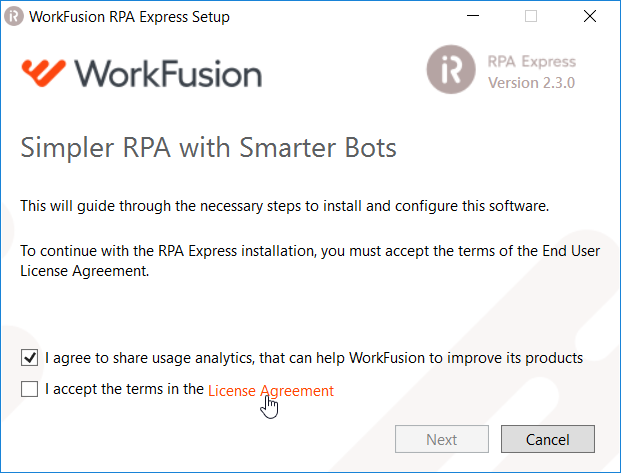 WorkFusion RPA Express Setup
WorkFusion
RPA Express
Version 2.3.0
Simpler RPA with Smarter Bots
This will guide through the necessary steps to install and configure this software.
To continue with the RPA Express installation, you must accept the terms of the End User
License Agreement.
I agree to share usage analytics, that can help WorkFusion to improve its products
I accept the terms in the License Agreement
Next
Cancel